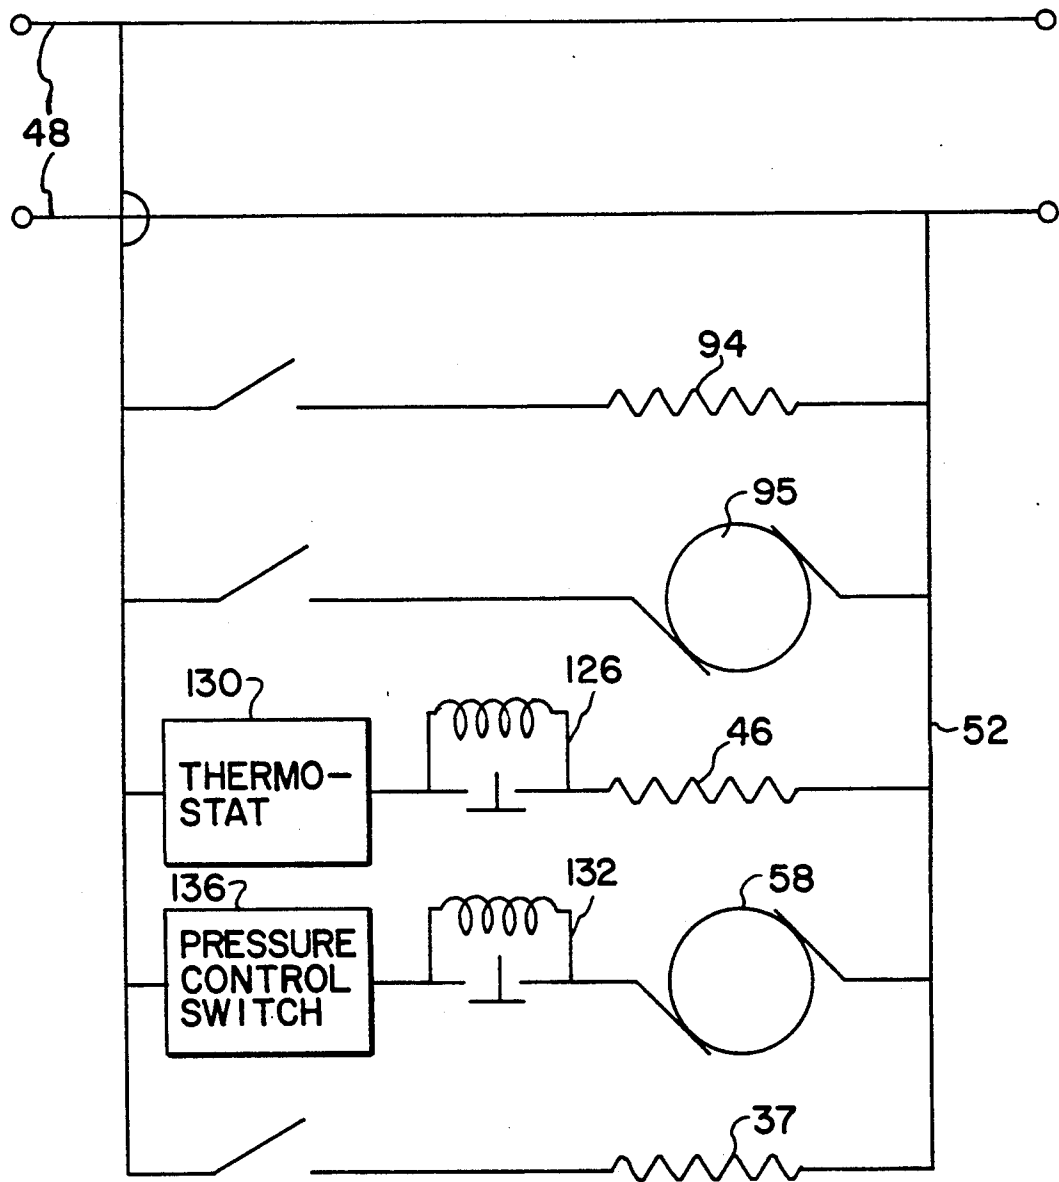 48
94
95
130
126
46
52
THERMO-
STAT
136
132
58
PRESSURE
CONTROL
SWITCH
37